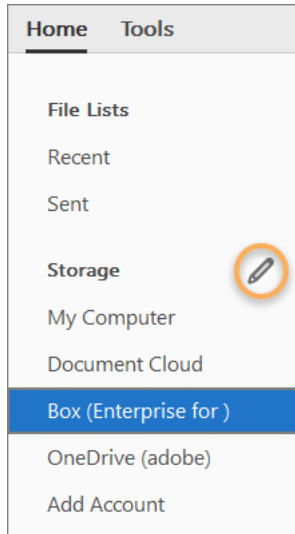 Home Tools
File Lists
Recent
Sent
Storage
My Computer
Document Cloud
Box (Enterprise for )
OneDrive (adobe)
Add Account